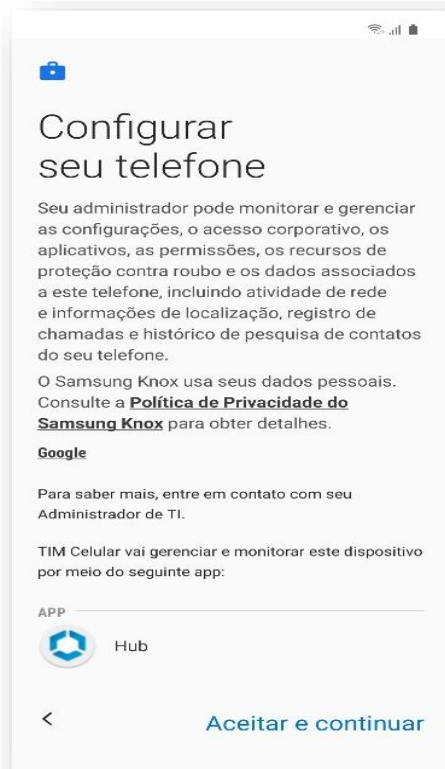 Configurar
seu telefone
Seu administrador pode monitorar e gerenciar
as configurações, o acesso corporativo, os
aplicativos, as permissões, os recursos de
proteção contra roubo e os dados associados
a este telefone, incluindo atividade de rede
e informações de localização, registro de
chamadas e histórico de pesquisa de contatos
do seu telefone.
O Samsung Knox usa seus dados pessoais.
Consulte a Política de Privacidade do
Samsung Knox para obter detalhes.
Google
Para saber mais, entre em contato com seu
Administrador de TI.
TIM Celular vai gerenciar e monitorar este dispositivo
por meio do seguinte app:
APP
Hub
Aceitar e continuar